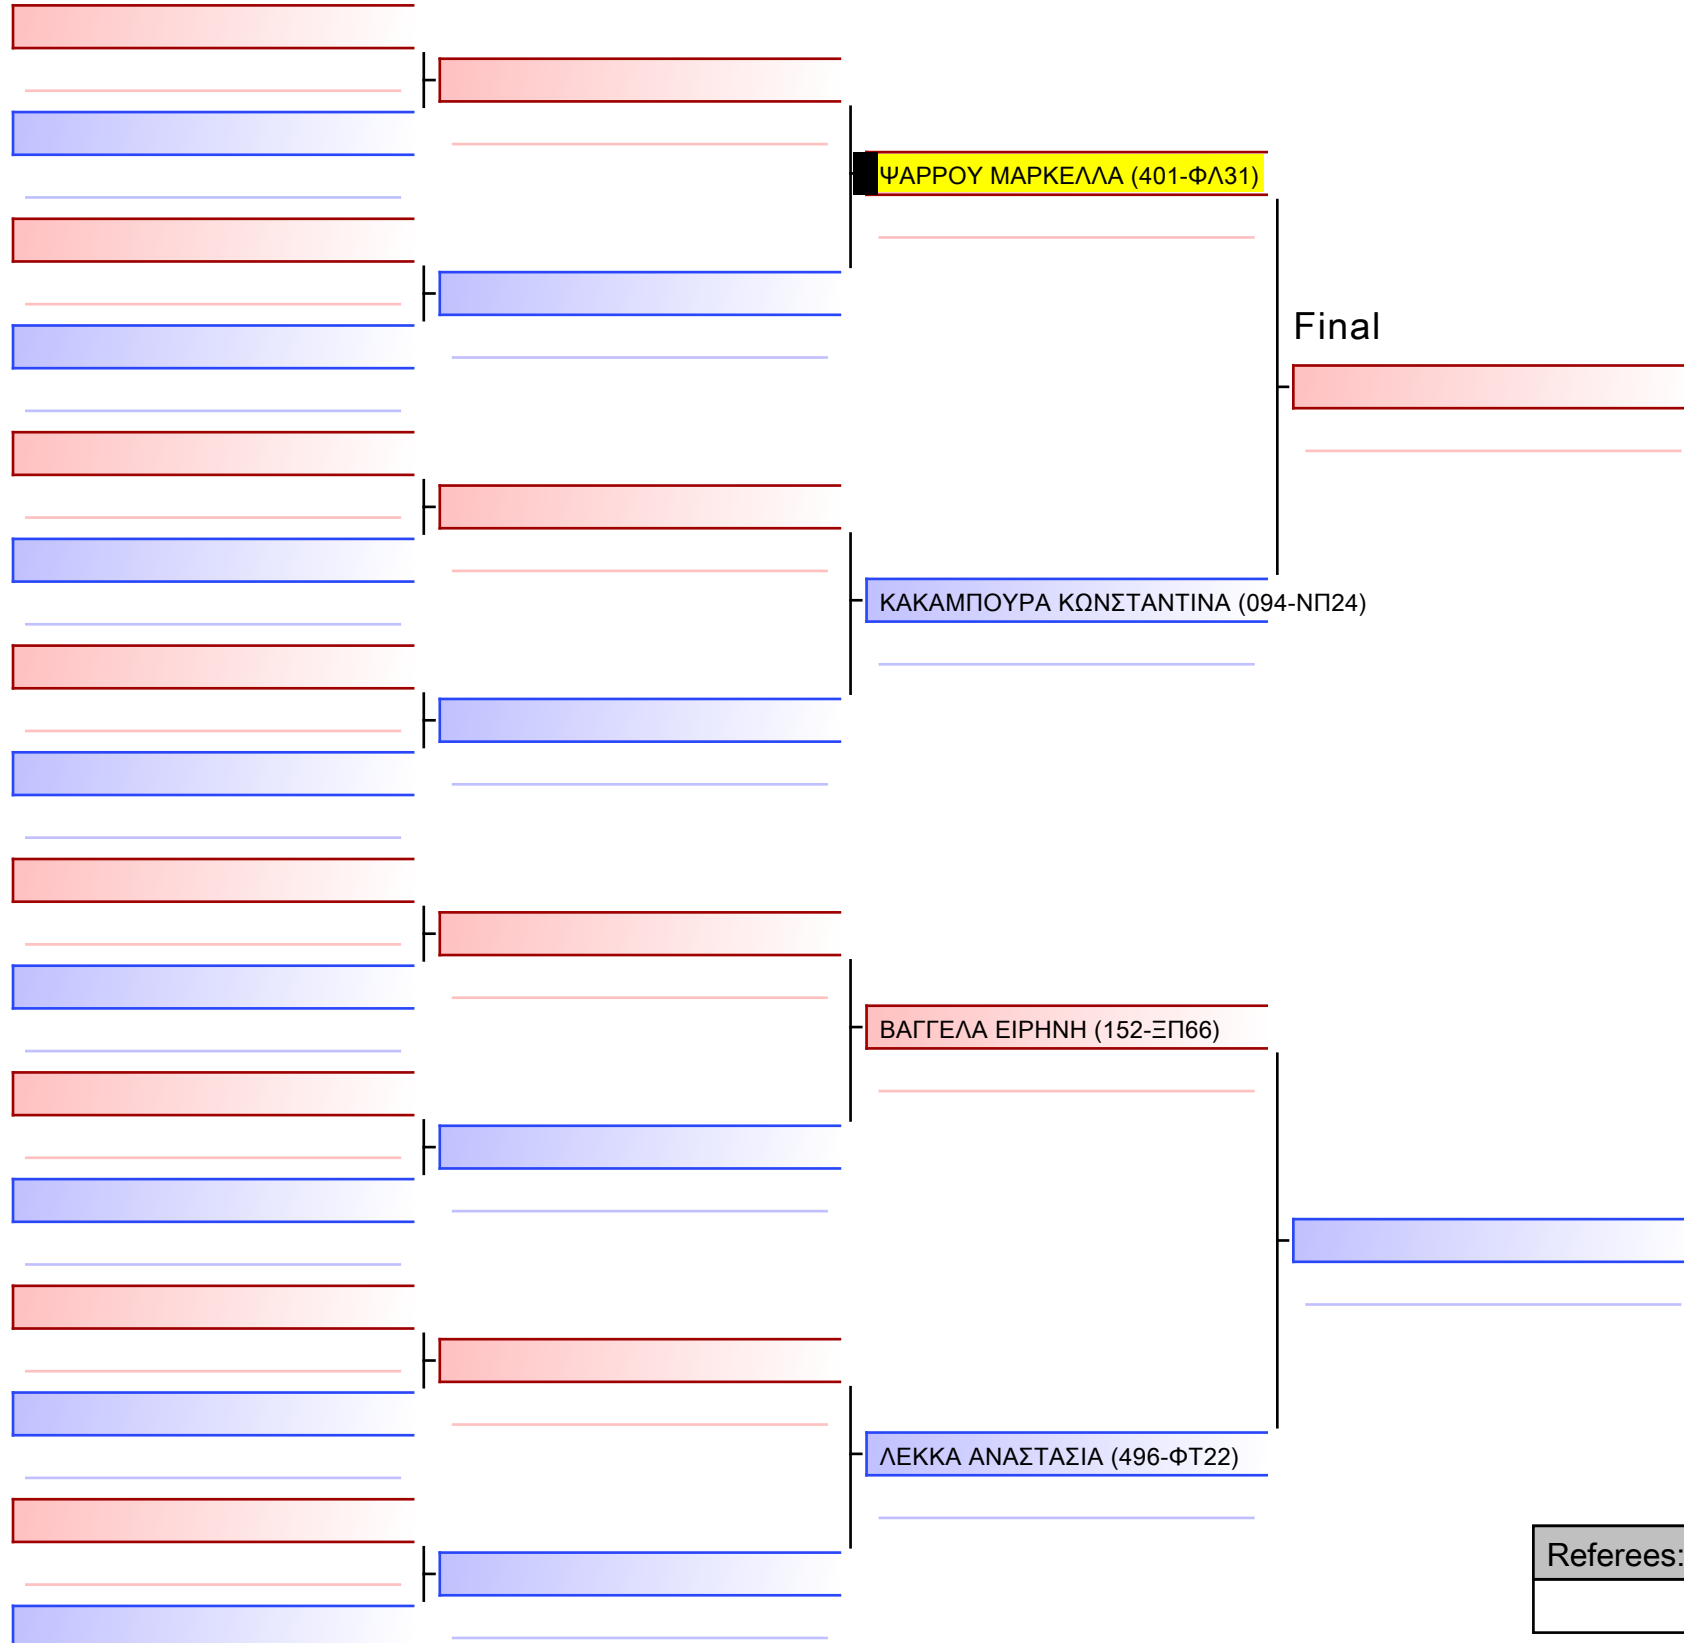 ΨΑΡΡΟΥ ΜΑΡΚΕΛΛΑ (401-ΦΛ31)
Final
ΚΑΚΑΜΠΟΥΡΑ ΚΩΝΣΤΑΝΤΙΝΑ (094-ΝΠ24)
ΒΑΓΓΕΛΑ ΕΙΡΗΝΗ (152-ΞΠ66)
ΛΕΚΚΑ ΑΝΑΣΤΑΣΙΑ (496-ΦΤ22)
Referees: